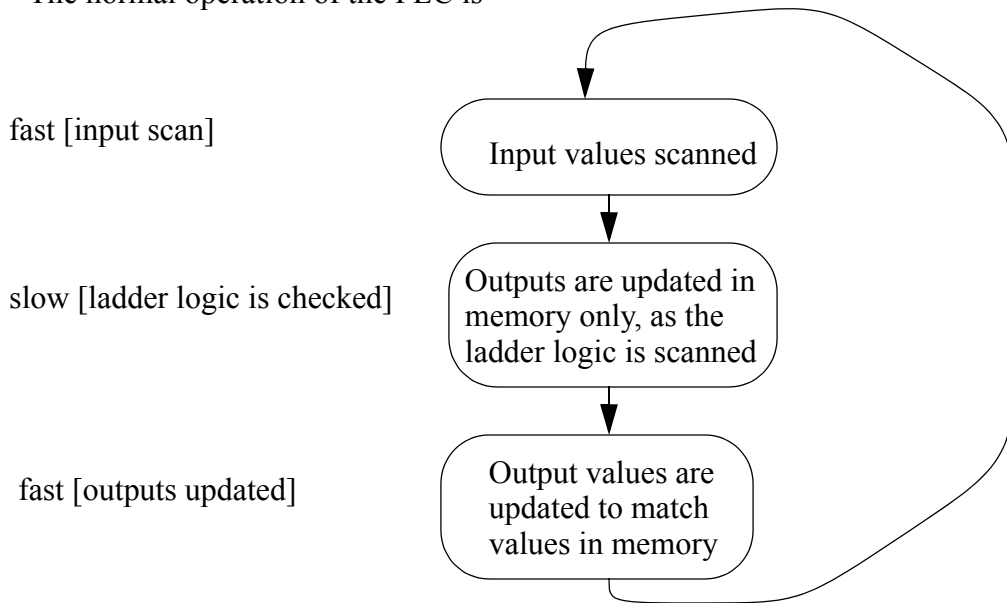 The normal operation of the PLC is
fast [input scan]
Input values scanned
slow [ladder logic is checked]
Outputs are updated in
memory only, as the
ladder logic is scanned
fast [outputs updated]
Output values are
updated to match
values in memory